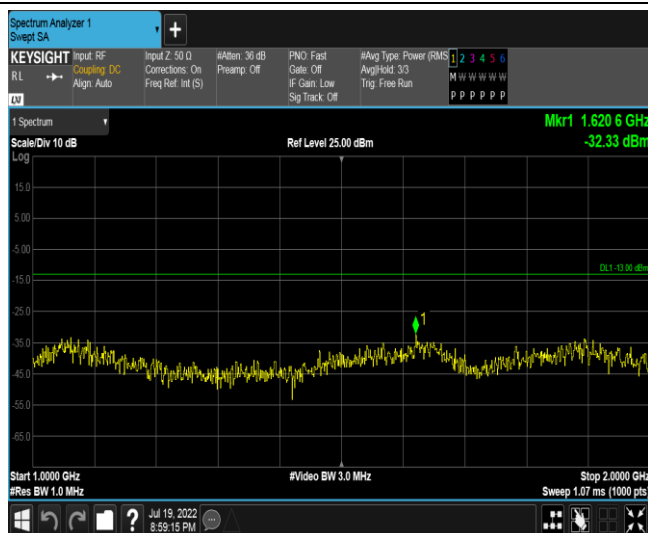 Spectrum Analyzer 1
Swept SA
+
KEYSIGHT
RL
LXI
Input: RF
Coupling: DC
Align: Auto
Input Z: 50 Ω
Corrections: On
Freq Ref: Int (S)
#Atten: 36 dB
Preamp: Off
PNO: Fast
Gate: Off
IF Gain: Low
Sig Track: Off
#Avg Type: Power (RMS
Avg|Hold: 3/3
Trig: Free Run
1 2 3 4 5 6
M W W W W W
P P P P P P
1 Spectrum
Scale/Div 10 dB
Ref Level 25.00 dBm
Mkr1 1.620 6 GHz
-32.33 dBm
Log
15.0
5.00
-5.00
-15.0
-25.0
-35.0
-45.0
-55.0
-65.0
DL1 -13.00 dBm
1
Start 1.0000 GHz
#Res BW 1.0 MHz
#Video BW 3.0 MHz
Stop 2.0000 GHz
Sweep 1.07 ms (1000 pts)
?
Jul 19, 2022
8:59:15 PM